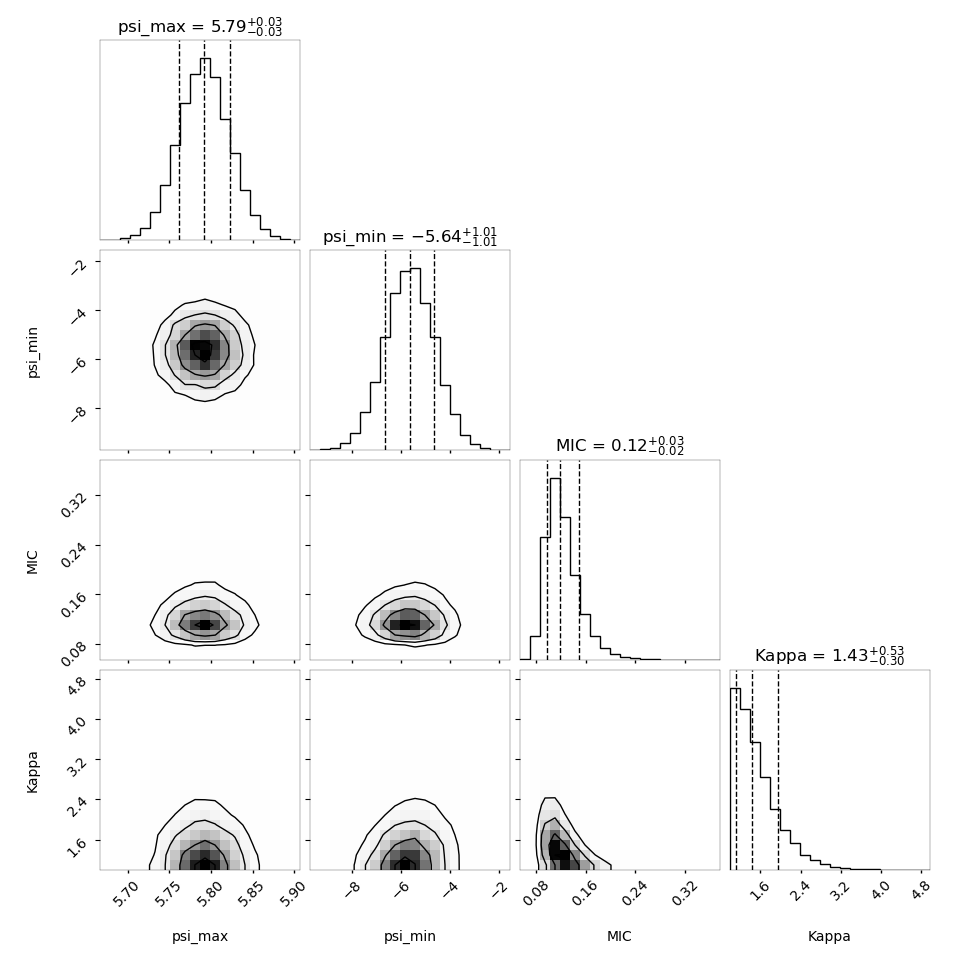 psi_max = 5.79+0.03−0.03
psi_min = −5.64+1.01−1.01
−2
−4
−6
−8
psi_min
MIC = 0.12+0.03−0.02
0.32
0.24
0.16
0.08
MIC
Kappa = 1.43+0.53−0.30
4.8
4.0
3.2
2.4
1.6
Kappa
5.70 5.75 5.80 5.85 5.90
−8 −6 −4 −2
0.08 0.16 0.24 0.32
1.6 2.4 3.2 4.0 4.8
psi_max psi_min MIC Kappa